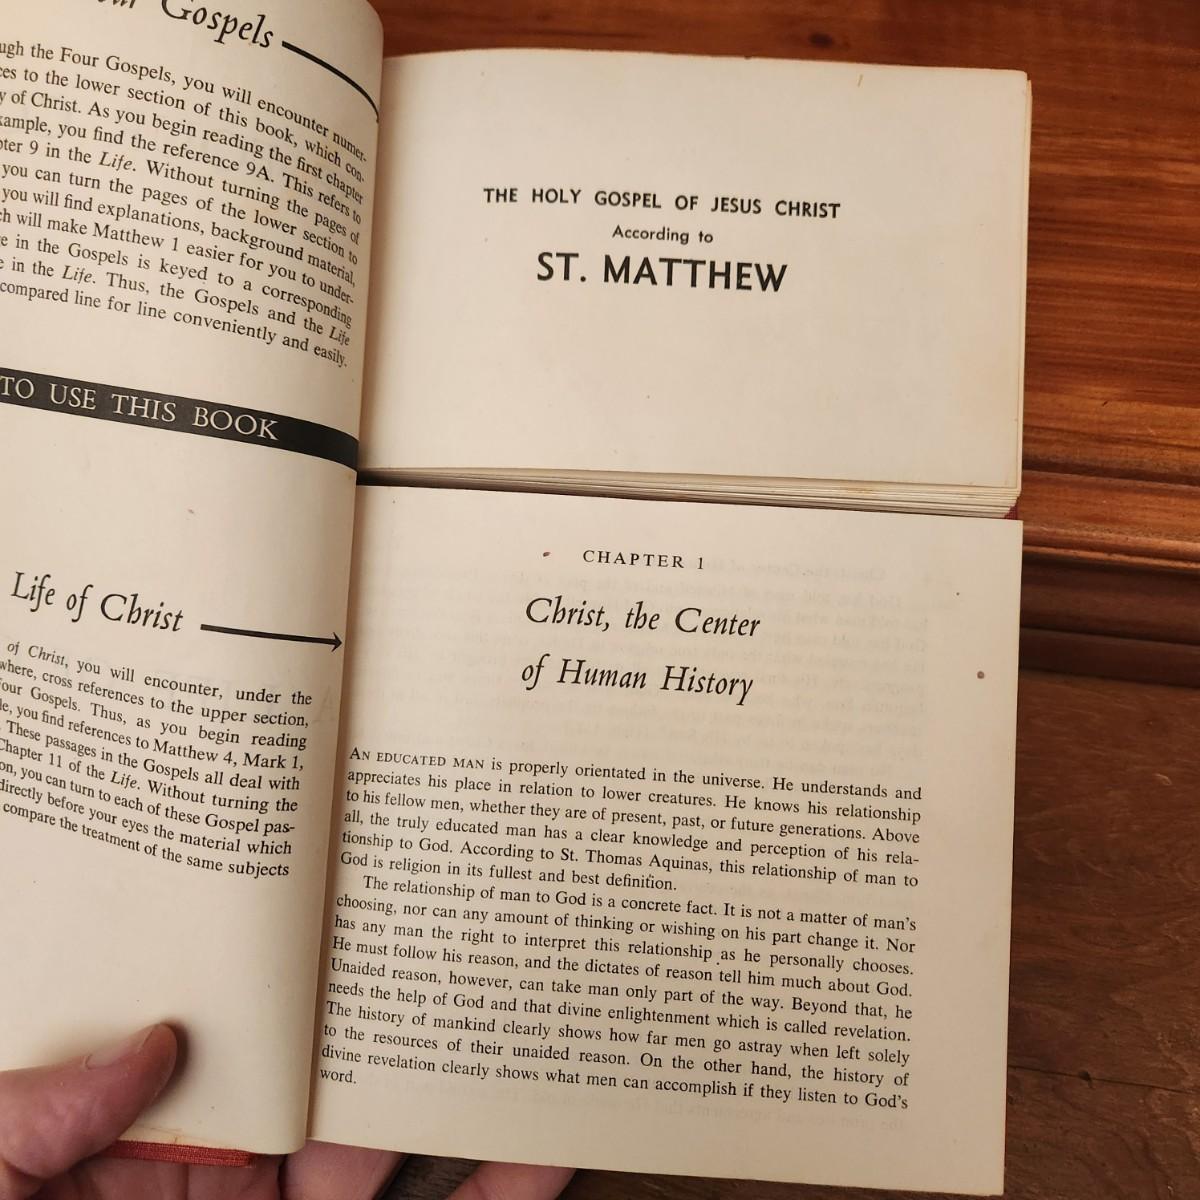 Gospels
ugh the Four Gospels, you will encounter numer-
ces to the lower section of this book, which con-
y of Christ. As you begin reading the first chapter
xample, you find the reference 9A. This refers to
pter 9 in the Life. Without turning the pages of
you can turn the pages of the lower section to
you will find explanations, background material,
ch will make Matthew 1 easier for you to under-
e in the Gospels is keyed to a corresponding
e in the Life. Thus, the Gospels and the Life
compared line for line conveniently and easily.
TO USE THIS BOOK
Life of Christ
of Christ, you will encounter, under the
where, cross references to the upper section,
Four Gospels. Thus, as you begin reading
le, you find references to Matthew 4, Mark 1,
. These passages in the Gospels all deal with
Chapter 11 of the Life. Without turning the
on, you can turn to each of these Gospel pas-
directly before your eyes the material which
compare the treatment of the same subjects
THE HOLY GOSPEL OF JESUS CHRIST
According to
ST. MATTHEW
CHAPTER 1
Christ, the Center
of Human History
AN EDUCATED MAN is properly orientated in the universe. He understands and
appreciates his place in relation to lower creatures. He knows his relationship
to his fellow men, whether they are of present, past, or future generations. Above
all, the truly educated man has a clear knowledge and perception of his rela-
tionship to God. According to St. Thomas Aquinas, this relationship of man to
God is religion in its fullest and best definition.
The relationship of man to God is a concrete fact. It is not a matter of man's
choosing, nor can any amount of thinking or wishing on his part change it. Nor
has any man the right to interpret this relationship as he personally chooses.
He must follow his reason, and the dictates of reason tell him much about God.
Unaided reason, however, can take man only part of the way. Beyond that, he
needs the help of God and that divine enlightenment which is called revelation.
The history of mankind clearly shows how far men go astray when left solely
to the resources of their unaided reason. On the other hand, the history of
divine revelation clearly shows what men can accomplish if they listen to God's
word.